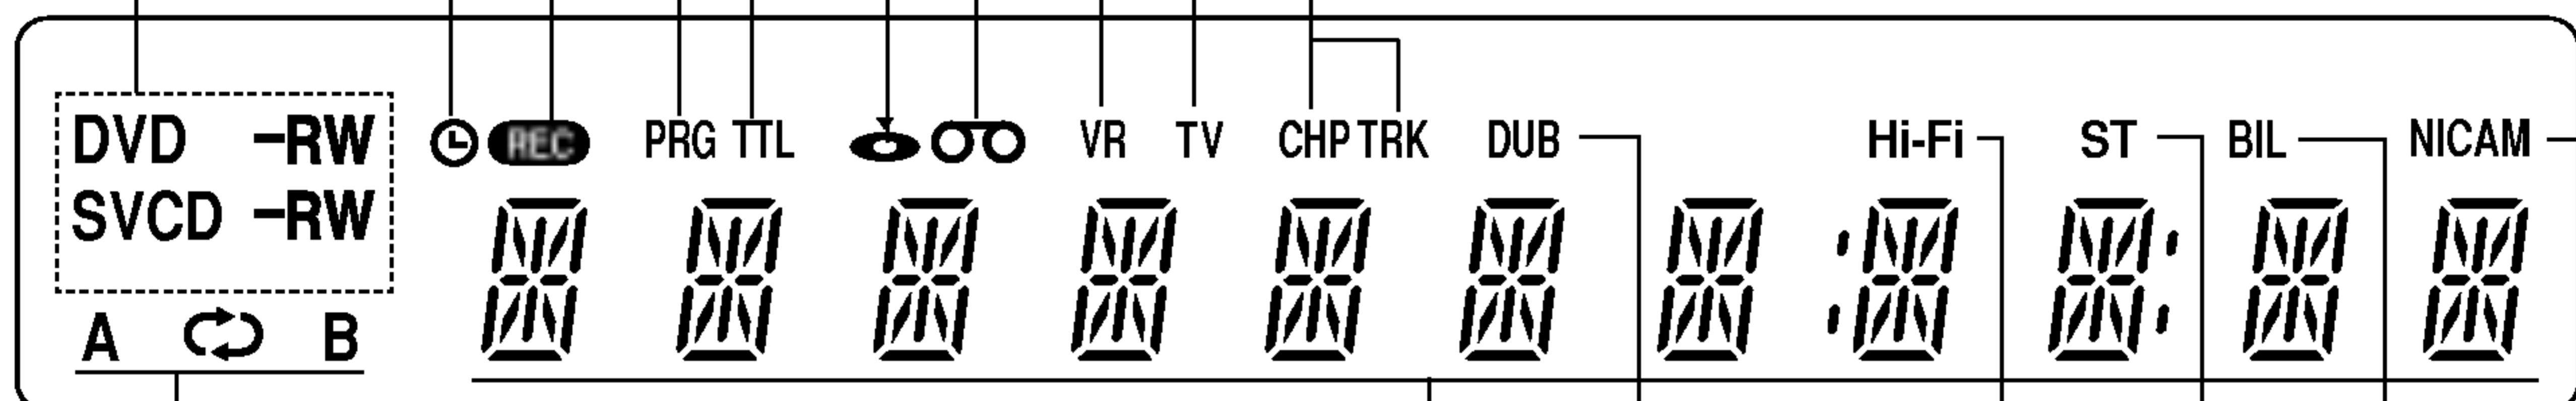 DVD -RW REC PRG TTL VR TV CHP TRK DUB Hi-Fi ST BIL NICAM
SVCD -RW
A B